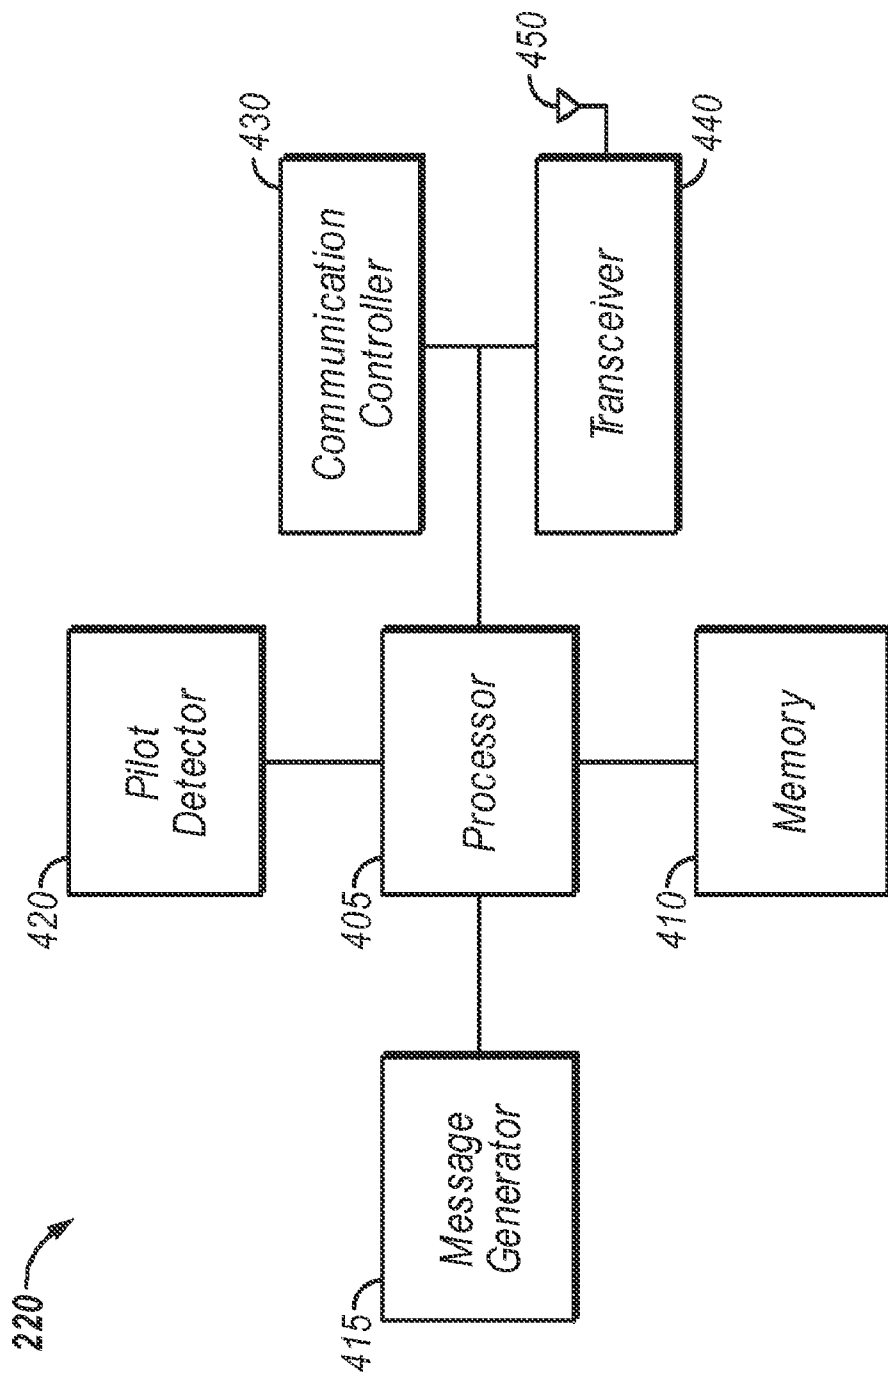 220
420
Pilot
Detector
430
Communication
Controller
450
415
Message
Generator
405
Processor
Transceiver
440
410
Memory